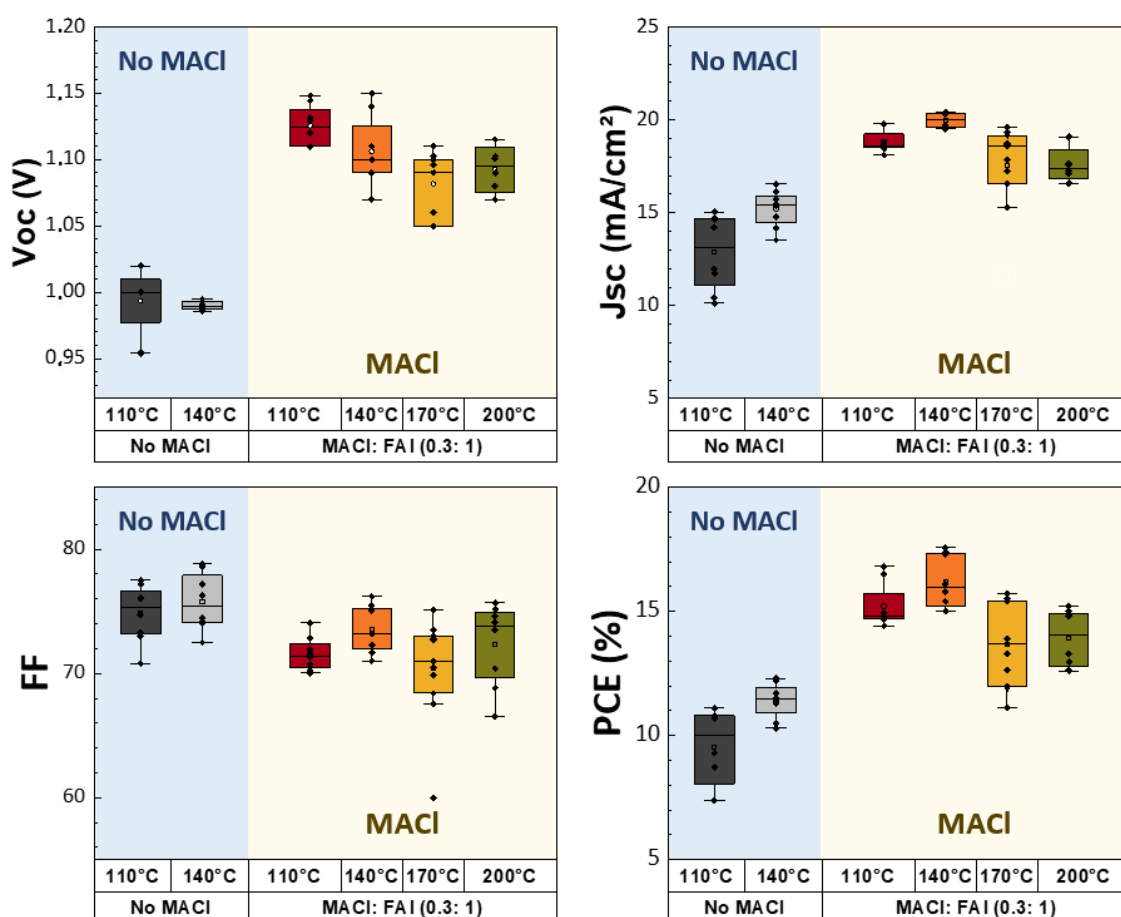 Voc (V)
1,20
1,15
1,10
1,05
1,00
0,95
No MACl
MACl
110°C 140°C 110°C 140°C 170°C 200°C
No MACl MACl: FAI (0.3: 1)
Jsc (mA/cm²)
25
20
15
10
5
No MACl
MACl
110°C 140°C 110°C 140°C 170°C 200°C
No MACl MACl: FAI (0.3: 1)
FF
80
70
60
No MACl
MACl
110°C 140°C 110°C 140°C 170°C 200°C
No MACl MACl: FAI (0.3: 1)
PCE (%)
20
15
10
5
No MACl
MACl
110°C 140°C 110°C 140°C 170°C 200°C
No MACl MACl: FAI (0.3: 1)